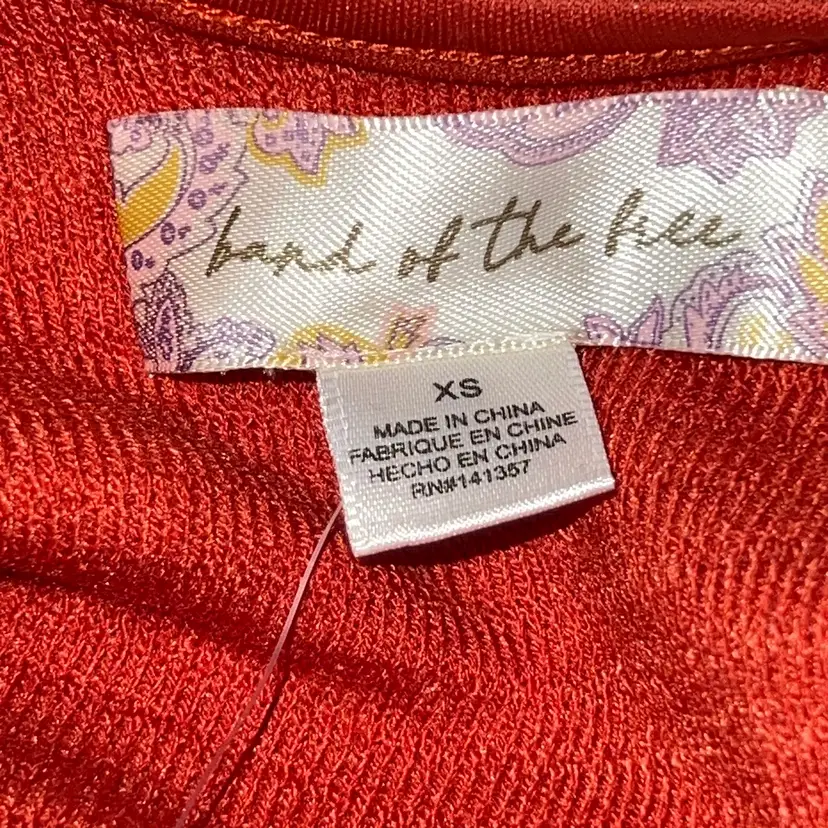 band of the free
XS
MADE IN CHINA
FABRIQUE EN CHINE
HECHO EN CHINA
RN#141357